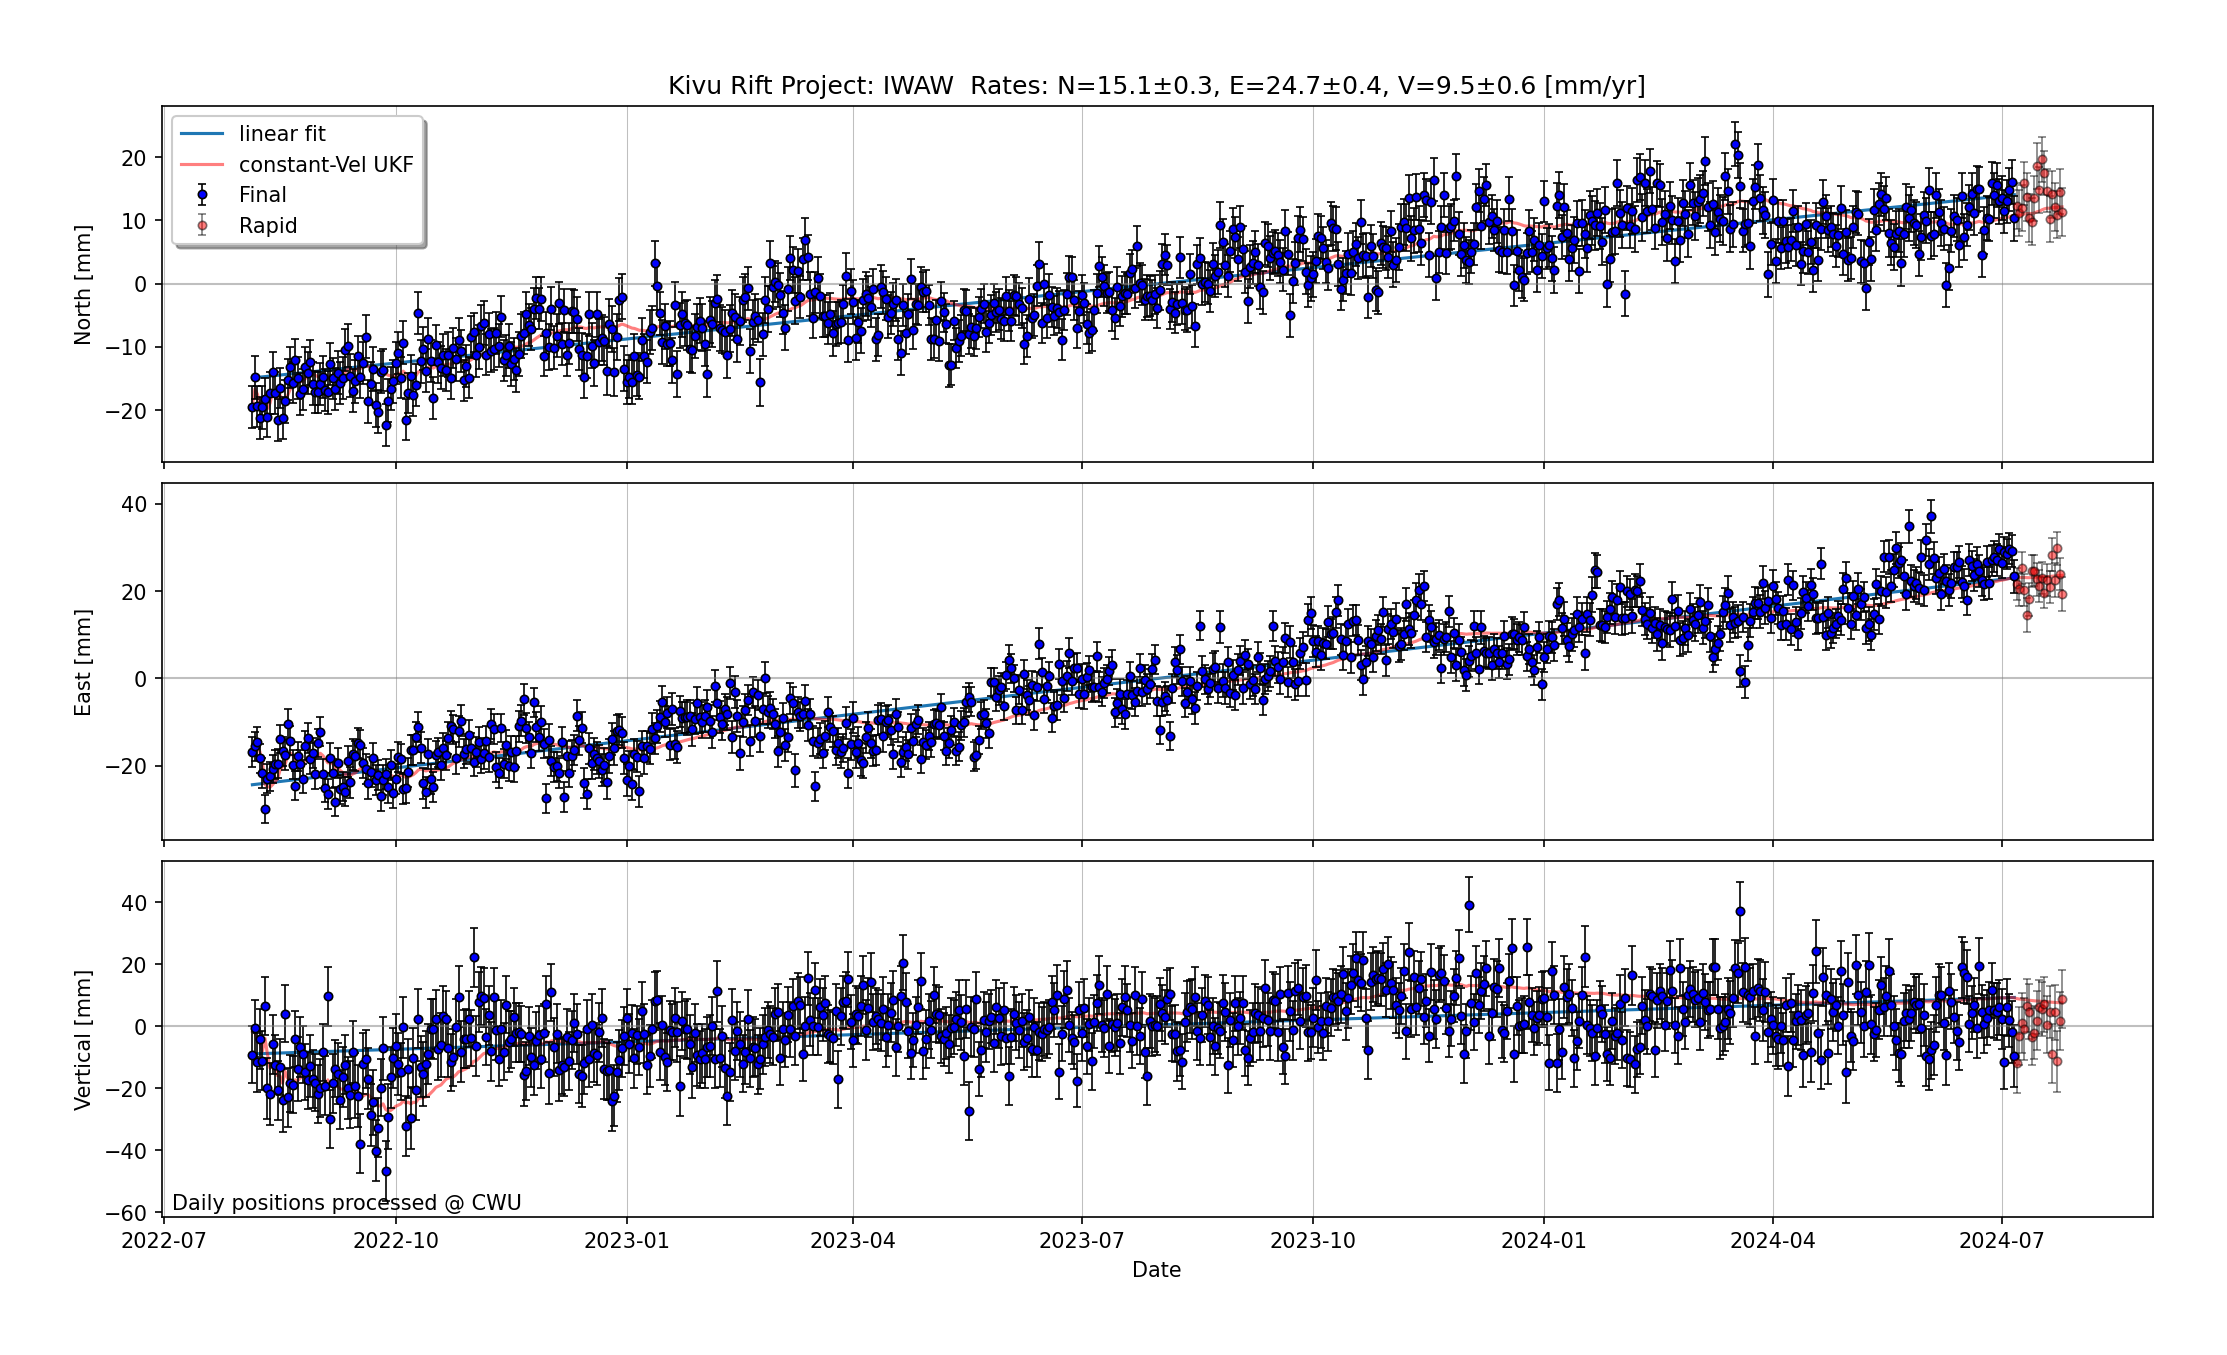 Kivu Rift Project: IWAW  Rates: N=15.1±0.3, E=24.7±0.4, V=9.5±0.6 [mm/yr]
linear fit
constant-Vel UKF
Final
Rapid
North [mm]
20
10
0
−10
−20
East [mm]
40
20
0
−20
Vertical [mm]
40
20
0
−20
−40
−60
Daily positions processed @ CWU
2022-07 2022-10 2023-01 2023-04 2023-07 2023-10 2024-01 2024-04 2024-07
Date